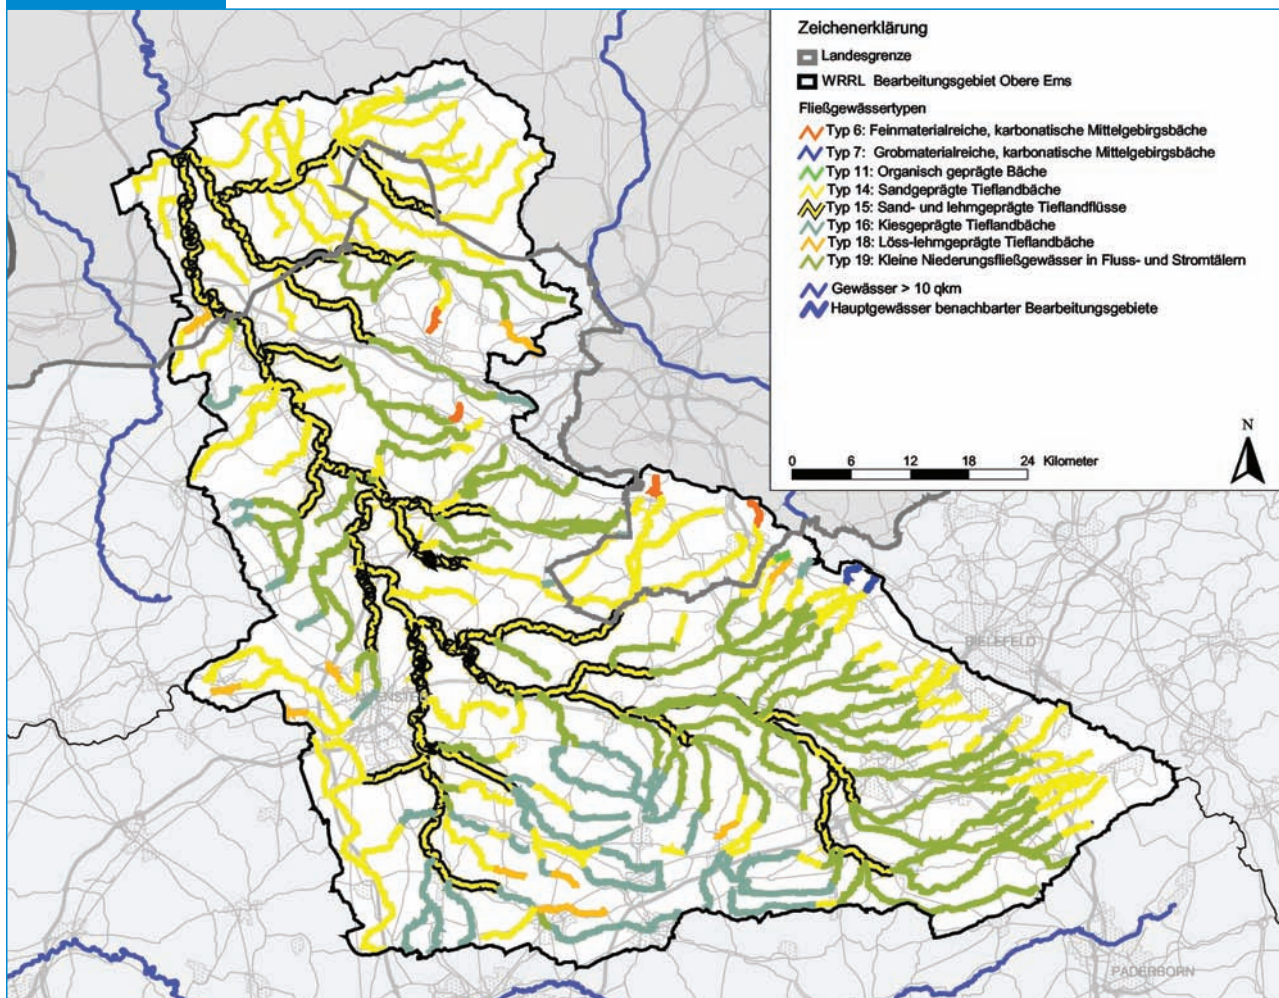 Zeichenerklärung
Landesgrenze
WRRL Bearbeitungsgebiet Obere Ems
Fließgewässertypen
Typ 6: Feinmaterialreiche, karbonatische Mittelgebirgsbäche
Typ 7: Grobmaterialreiche, karbonatische Mittelgebirgsbäche
Typ 11: Organisch geprägte Bäche
Typ 14: Sandgeprägte Tieflandbäche
Typ 15: Sand- und lehmgeprägte Tieflandflüsse
Typ 16: Kiesgeprägte Tieflandbäche
Typ 18: Löss-lehmgeprägte Tieflandbäche
Typ 19: Kleine Niederungsfließgewässer in Fluss- und Stromtälern
Gewässer > 10 qkm
Hauptgewässer benachbarter Bearbeitungsgebiete
N
0 6 12 18 24 Kilometer
BIELEFELD
PADERBORN